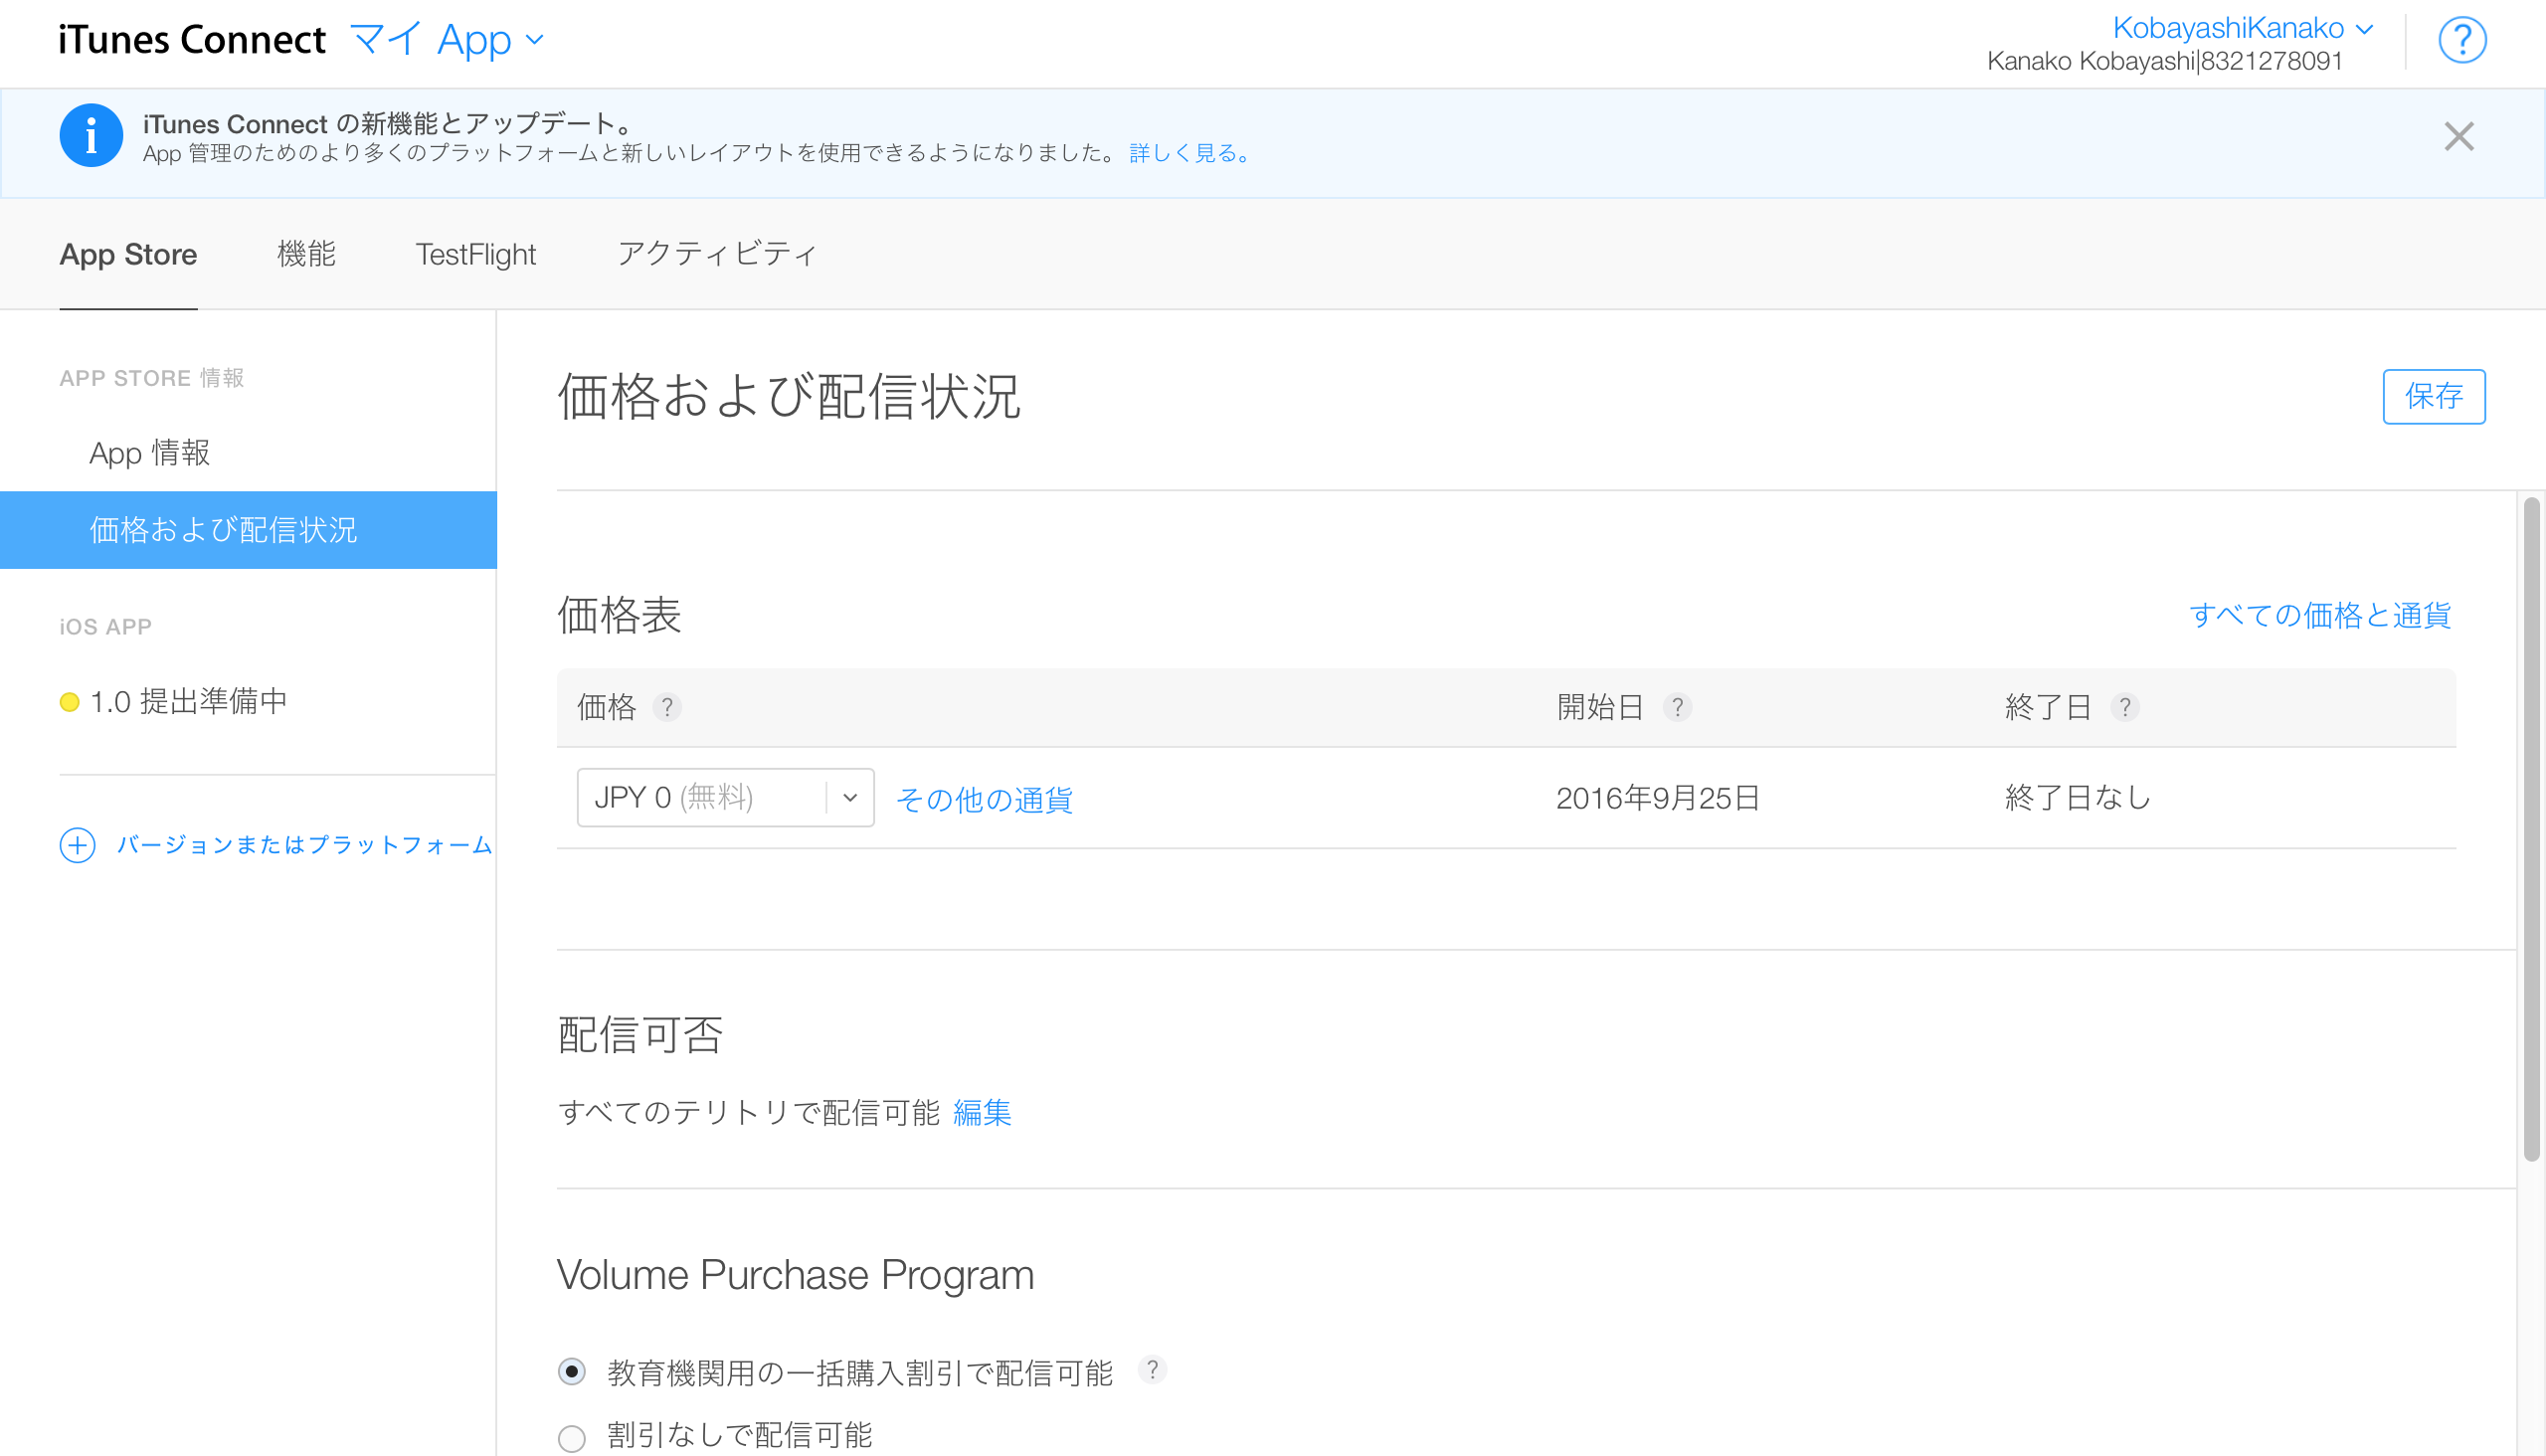 iTunes Connect マイ App
KobayashiKanako
Kanako Kobayashi|8321278091
?
iTunes Connect の新機能とアップデート。
App 管理のためのより多くのプラットフォームと新しいレイアウトを使用できるようになりました。 詳しく見る。
App Store 機能 TestFlight アクティビティ
APP STORE 情報
App 情報
価格および配信状況
iOS APP
1.0 提出準備中
バージョンまたはプラットフォーム
価格および配信状況
保存
価格表
すべての価格と通貨
価格 ? 開始日 ? 終了日 ?
JPY 0 (無料) その他の通貨 2016年9月25日 終了日なし
配信可否
すべてのテリトリで配信可能 編集
Volume Purchase Program
教育機関用の一括購入割引で配信可能 ?
割引なしで配信可能